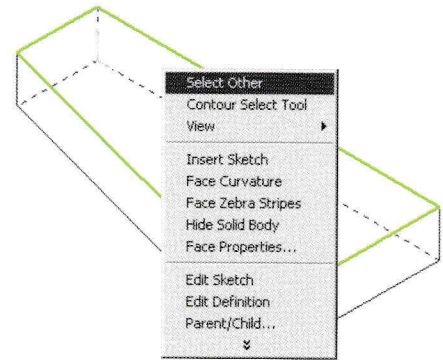 Select Other
Contour Select Tool
View
Insert Sketch
Face Curvature
Face Zebra Stripes
Hide Solid Body
Face Properties...
Edit Sketch
Edit Definition
Parent/Child...